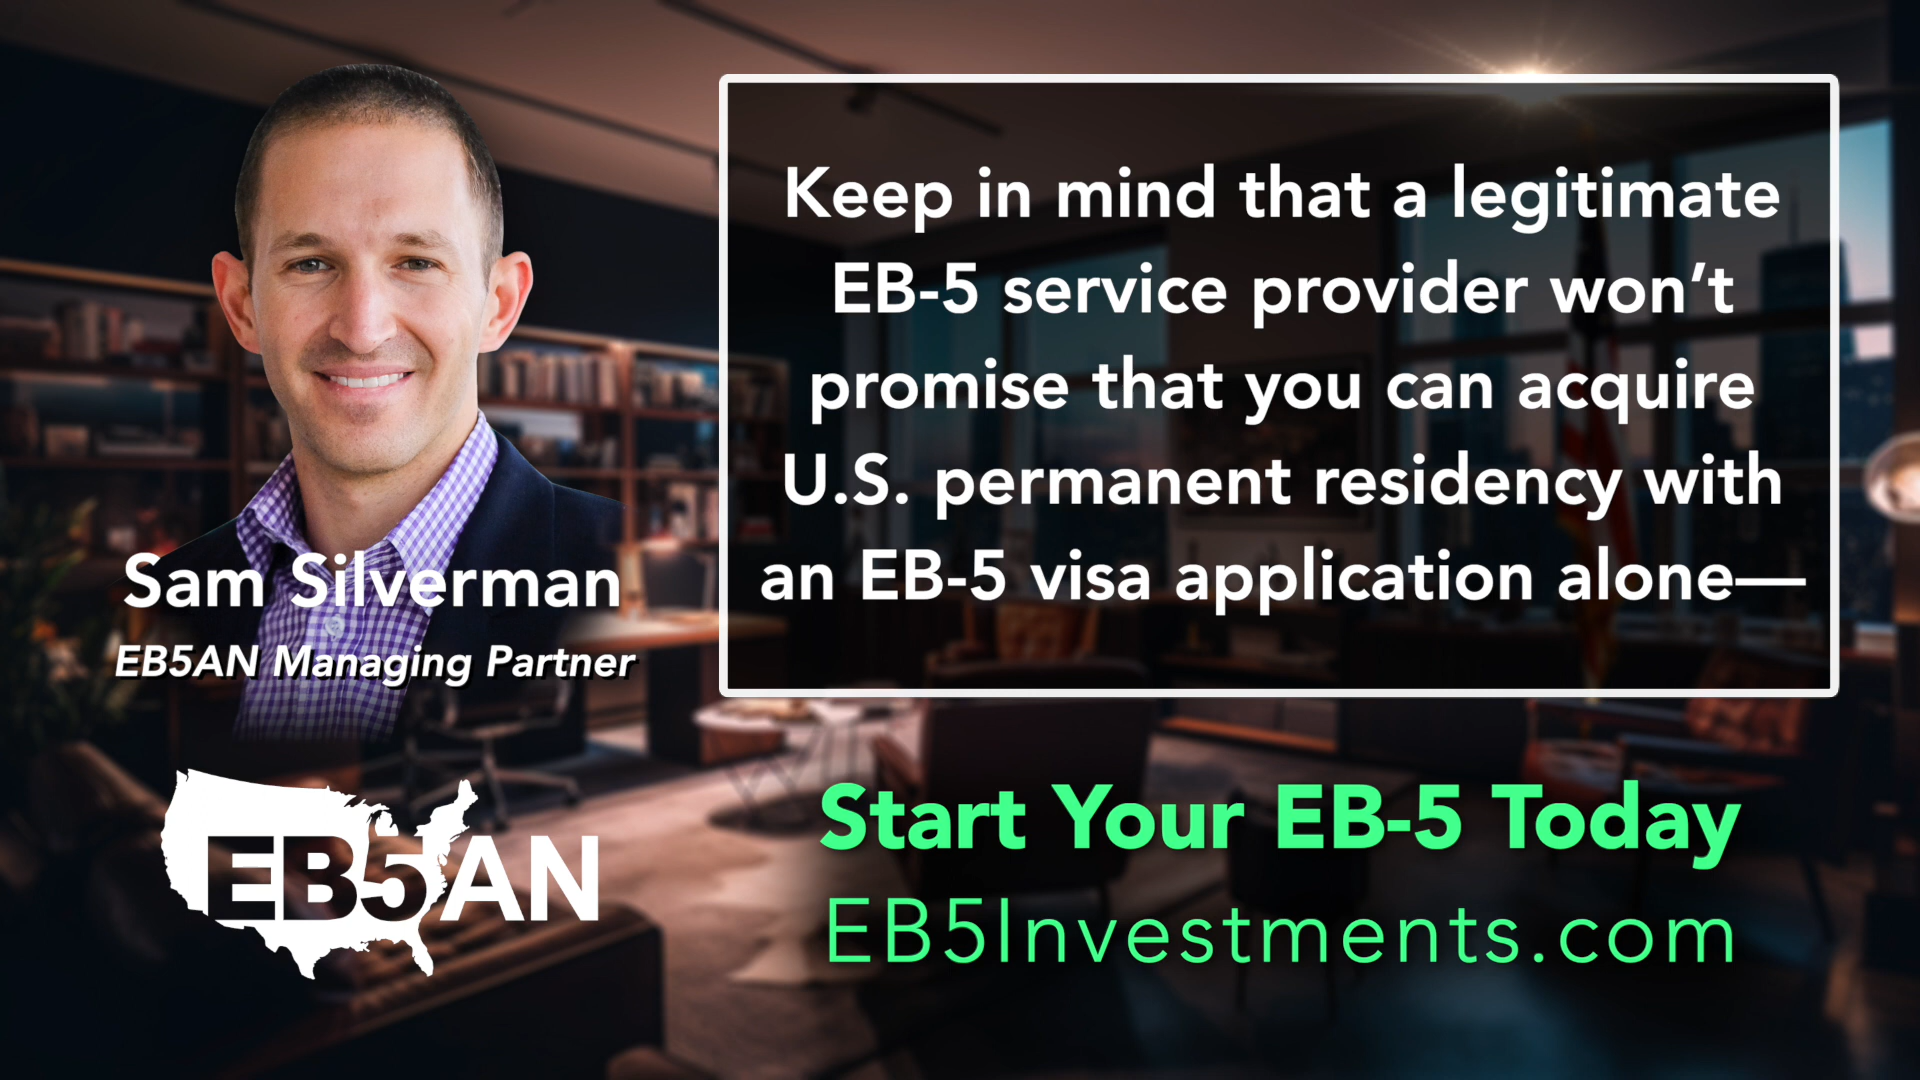 Keep in mind that a legitimate
EB-5 service provider won’t
promise that you can acquire
U.S. permanent residency with
an EB-5 visa application alone—
Sam Silverman
EB5AN Managing Partner
EB5AN
Start Your EB-5 Today
EB5Investments.com